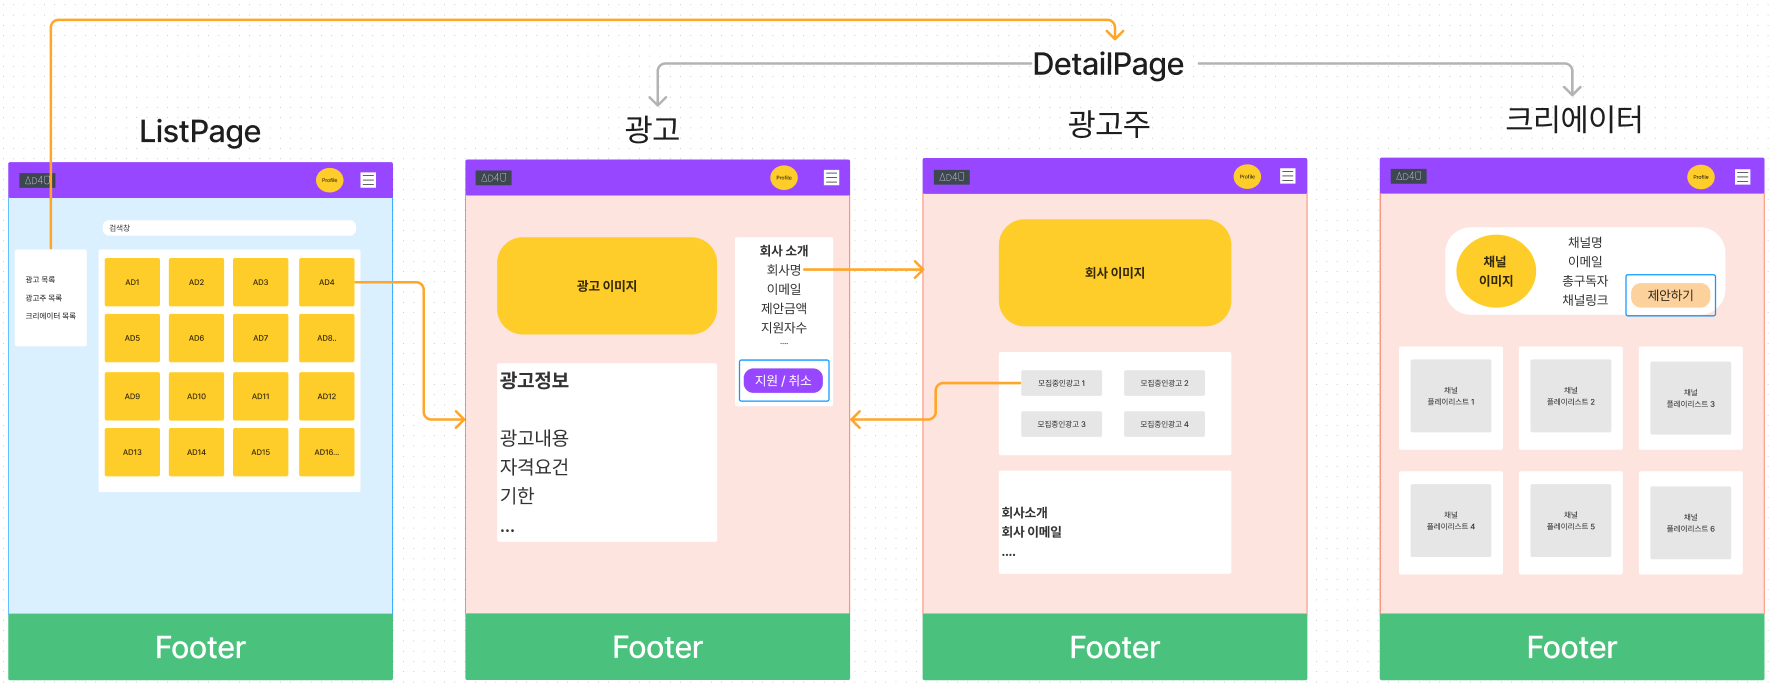 DetailPage
ListPage
광고
광고주
크리에이터
AD4U
Profile
검색창
광고 목록
광고주 목록
크리에이터 목록
AD1
AD2
AD3
AD4
AD5
AD6
AD7
AD8..
AD9
AD10
AD11
AD12
AD13
AD14
AD15
AD16...
Footer
AD4U
Profile
광고 이미지
회사 소개
회사명
이메일
제안금액
지원자수
....
지원 / 취소
광고정보
광고내용
자격요건
기한
...
Footer
AD4U
Profile
회사 이미지
모집중인광고 1
모집중인광고 2
모집중인광고 3
모집중인광고 4
회사소개
회사 이메일
....
Footer
AD4U
Profile
채널
이미지
채널명
이메일
총구독자
채널링크
제안하기
채널
플레이리스트 1
채널
플레이리스트 2
채널
플레이리스트 3
채널
플레이리스트 4
채널
플레이리스트 5
채널
플레이리스트 6
Footer